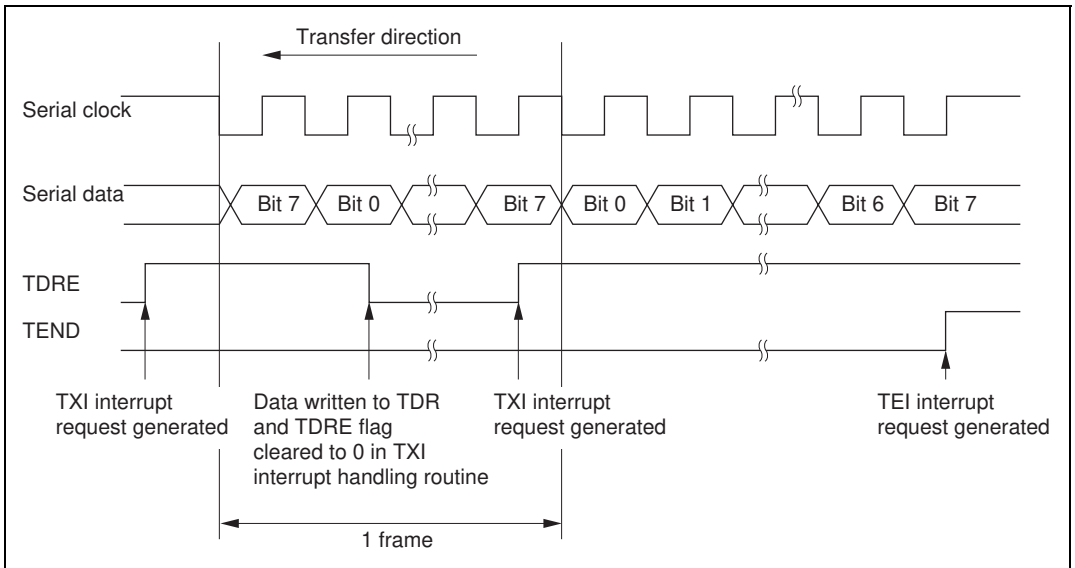 Transfer direction
Serial clock
Serial data
Bit 7 Bit 0 Bit 7 Bit 0 Bit 1 Bit 6 Bit 7
TDRE
TEND
TXI interrupt
request generated
Data written to TDR
and TDRE flag
cleared to 0 in TXI
interrupt handling routine
TXI interrupt
request generated
TEI interrupt
request generated
1 frame